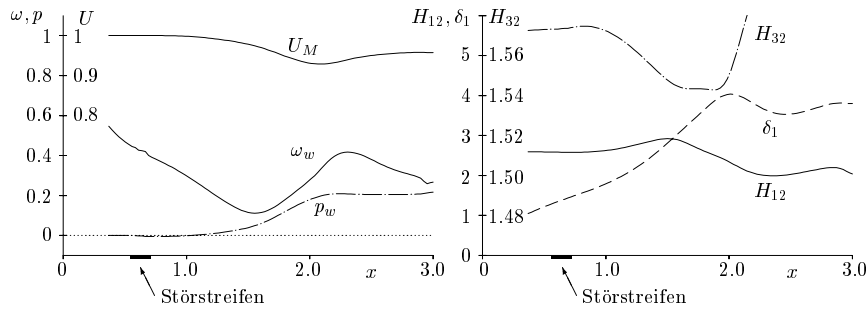 ω, p U
1 1
0.8 0.9
0.6 0.8
0.4
0.2
0
U_M
ω_w
p_w
0 1.0 2.0 x 3.0
Störstreifen
H_12, δ_1 H_32
5 1.56
4 1.54
3 1.52
2 1.50
1 1.48
0
H_32
δ_1
H_12
0 1.0 2.0 x 3.0
Störstreifen